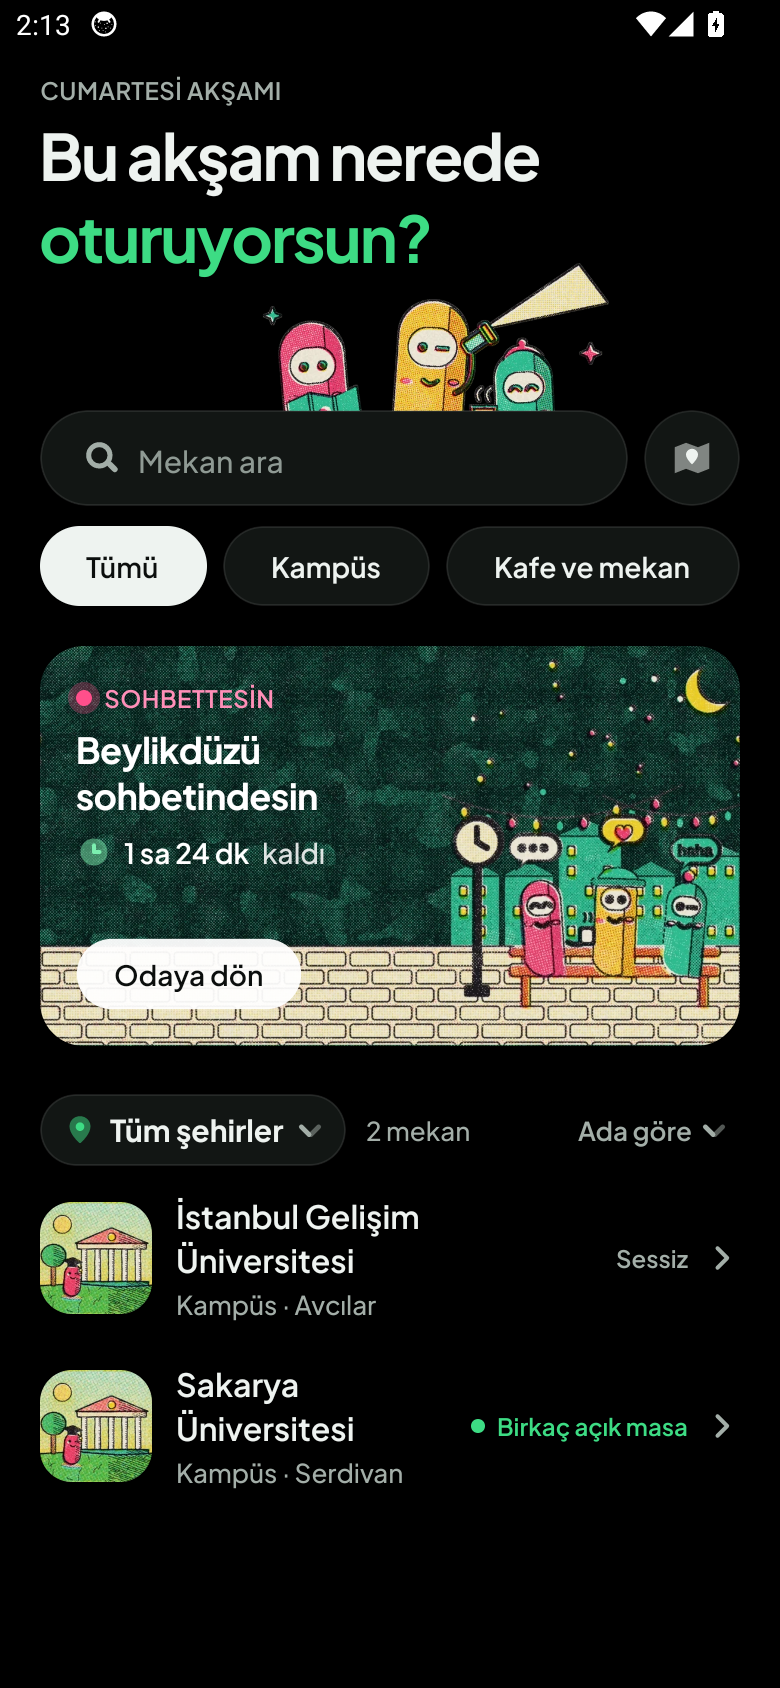 2:13
CUMARTESİ AKŞAMI
Bu akşam nerede
oturuyorsun?
Mekan ara
Tümü
Kampüs
Kafe ve mekan
SOHBETTESİN
Beylikdüzü
sohbetindesin
1 sa 24 dk kaldı
haha
Odaya dön
Tüm şehirler
2 mekan
Ada göre
İstanbul Gelişim
Üniversitesi
Kampüs · Avcılar
Sessiz
Sakarya
Üniversitesi
Kampüs · Serdivan
Birkaç açık masa